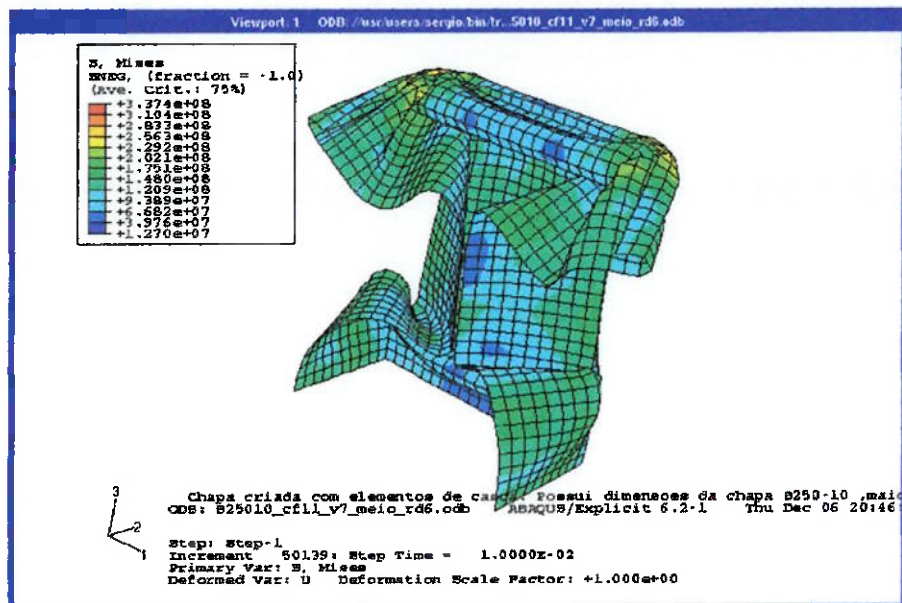 Viewport: 1 ODB: //usr/users/sergio/bin/tr...5010_cf11_v7_meio_rd6.odb
S, Mises
SNEG, (fraction = -1.0)
(Ave. Crit.: 75%)
+3.374e+08
+3.104e+08
+2.833e+08
+2.563e+08
+2.292e+08
+2.021e+08
+1.751e+08
+1.480e+08
+1.209e+08
+9.389e+07
+6.682e+07
+3.976e+07
+1.270e+07
3
2
1
Chapa criada com elementos de casca. Possui dimensoes da chapa S250-10 ,maio
ODB: S25010_cf11_v7_meio_rd6.odb ABAQUS/Explicit 6.2-1 Thu Dec 06 20:46:
Step: Step-1
Increment 50139: Step Time = 1.0000E-02
Primary Var: S, Mises
Deformed Var: U Deformation Scale Factor: +1.000e+00